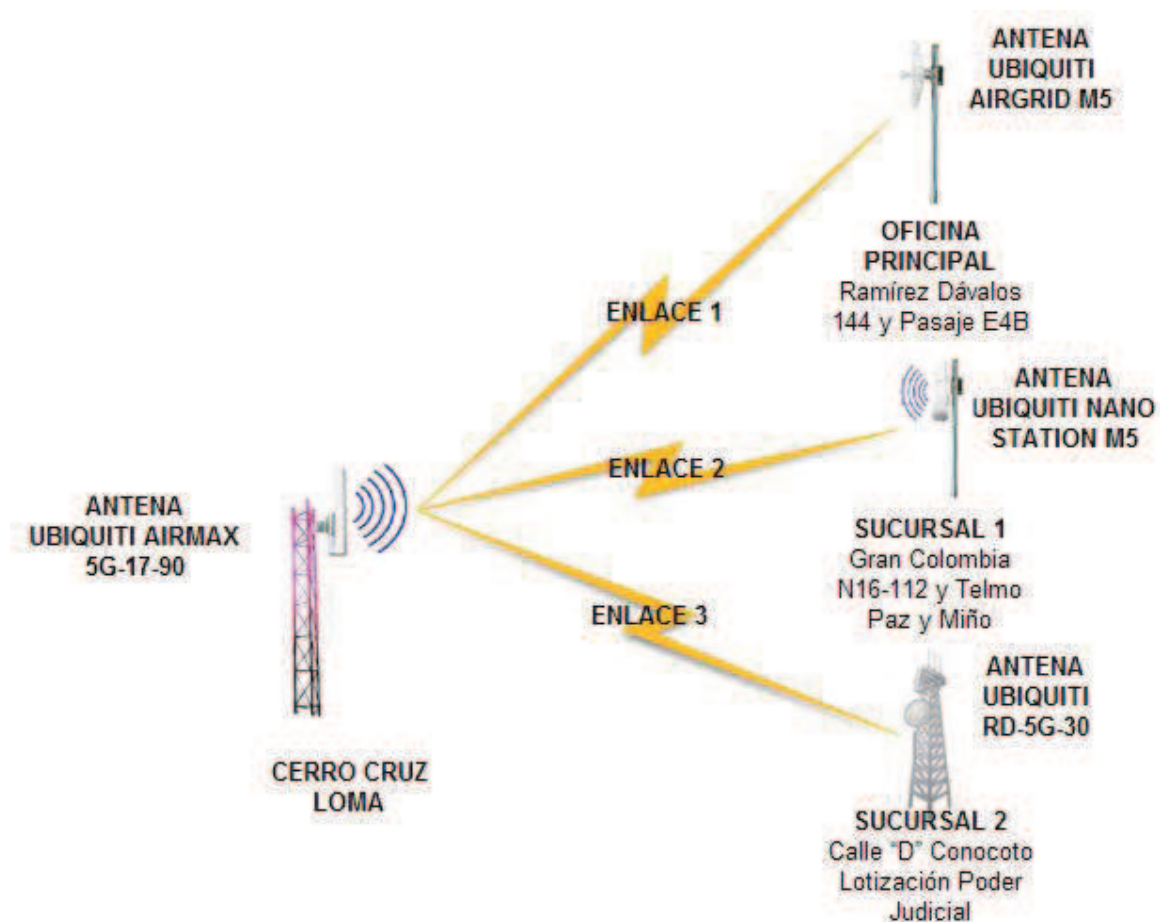 ANTENA
UBIQUITI
AIRGRID M5
OFICINA
PRINCIPAL
Ramírez Dávalos
144 y Pasaje E4B
ENLACE 1
ANTENA
UBIQUITI NANO
STATION M5
ENLACE 2
SUCURSAL 1
Gran Colombia
N16-112 y Telmo
Paz y Miño
ANTENA
UBIQUITI AIRMAX
5G-17-90
CERRO CRUZ
LOMA
ENLACE 3
ANTENA
UBIQUITI
RD-5G-30
SUCURSAL 2
Calle “D” Conocoto
Lotización Poder
Judicial